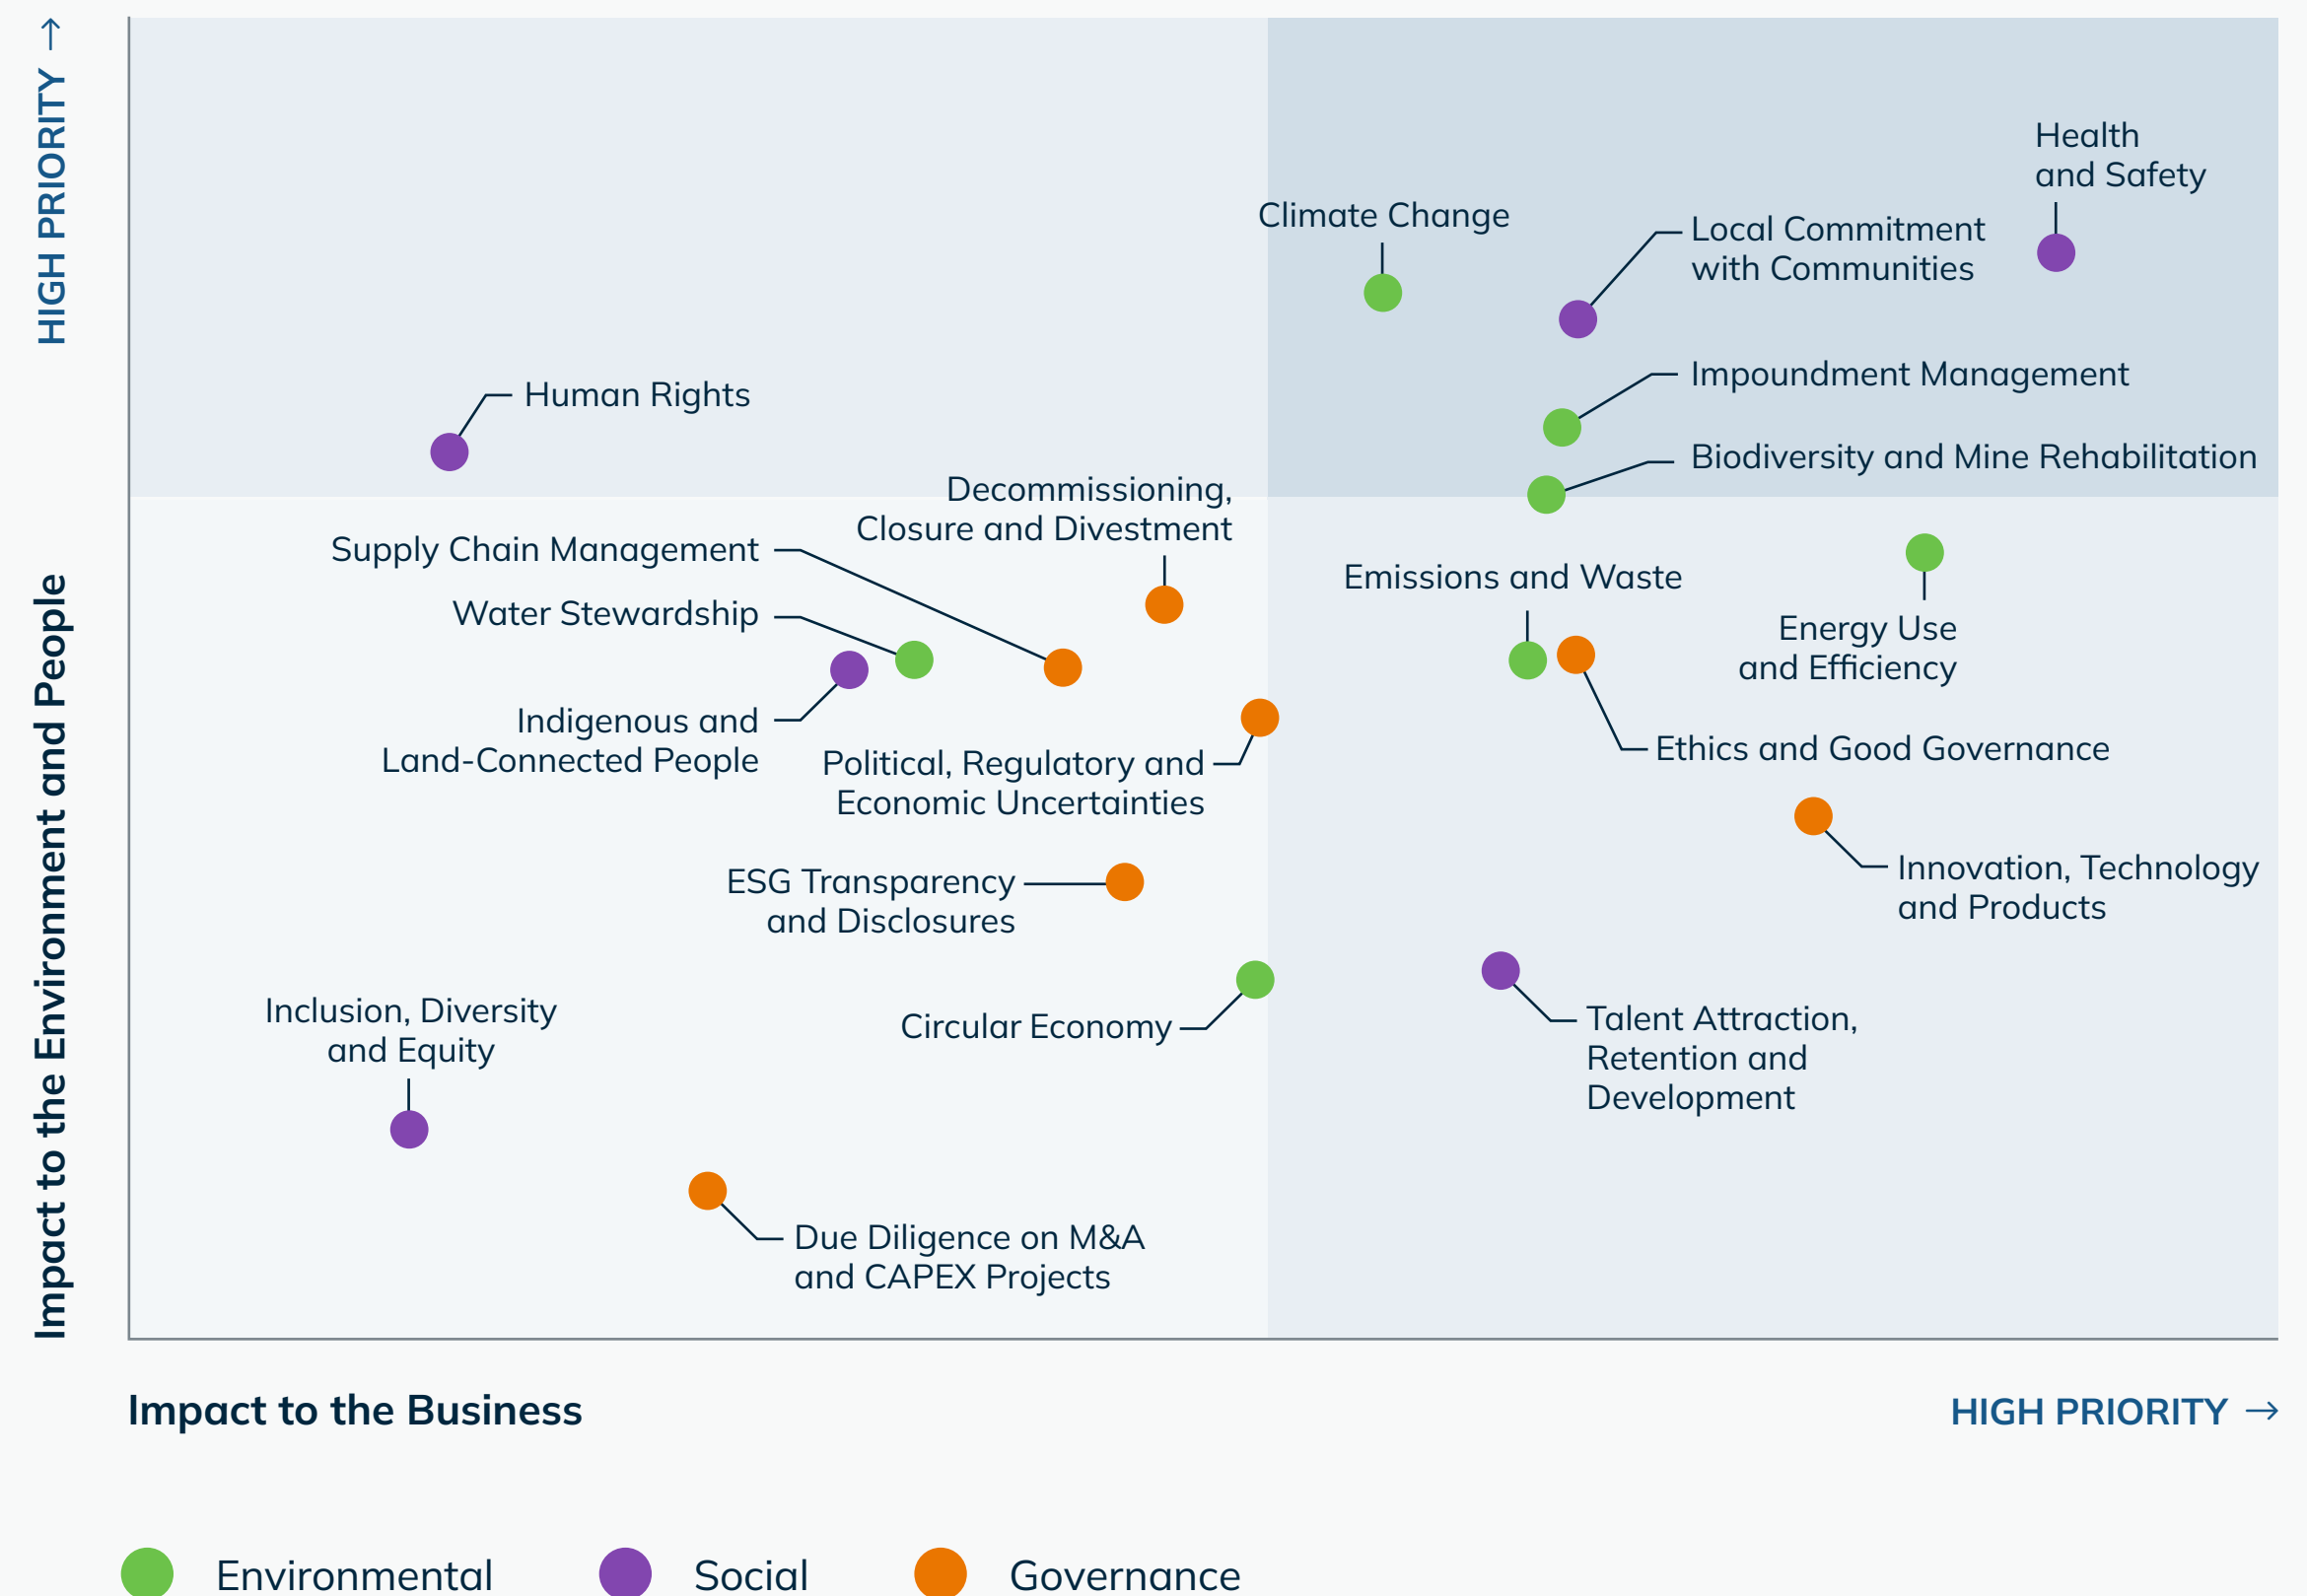 HIGH PRIORITY →
Impact to the Environment and People
Health
and Safety
Climate Change
Local Commitment
with Communities
Impoundment Management
Human Rights
Biodiversity and Mine Rehabilitation
Decommissioning,
Closure and Divestment
Supply Chain Management
Water Stewardship
Emissions and Waste
Energy Use
and Efficiency
Indigenous and
Land-Connected People
Political, Regulatory and
Economic Uncertainties
Ethics and Good Governance
Innovation, Technology
and Products
ESG Transparency
and Disclosures
Inclusion, Diversity
and Equity
Circular Economy
Talent Attraction,
Retention and
Development
Due Diligence on M&A
and CAPEX Projects
Impact to the Business
HIGH PRIORITY →
Environmental
Social
Governance